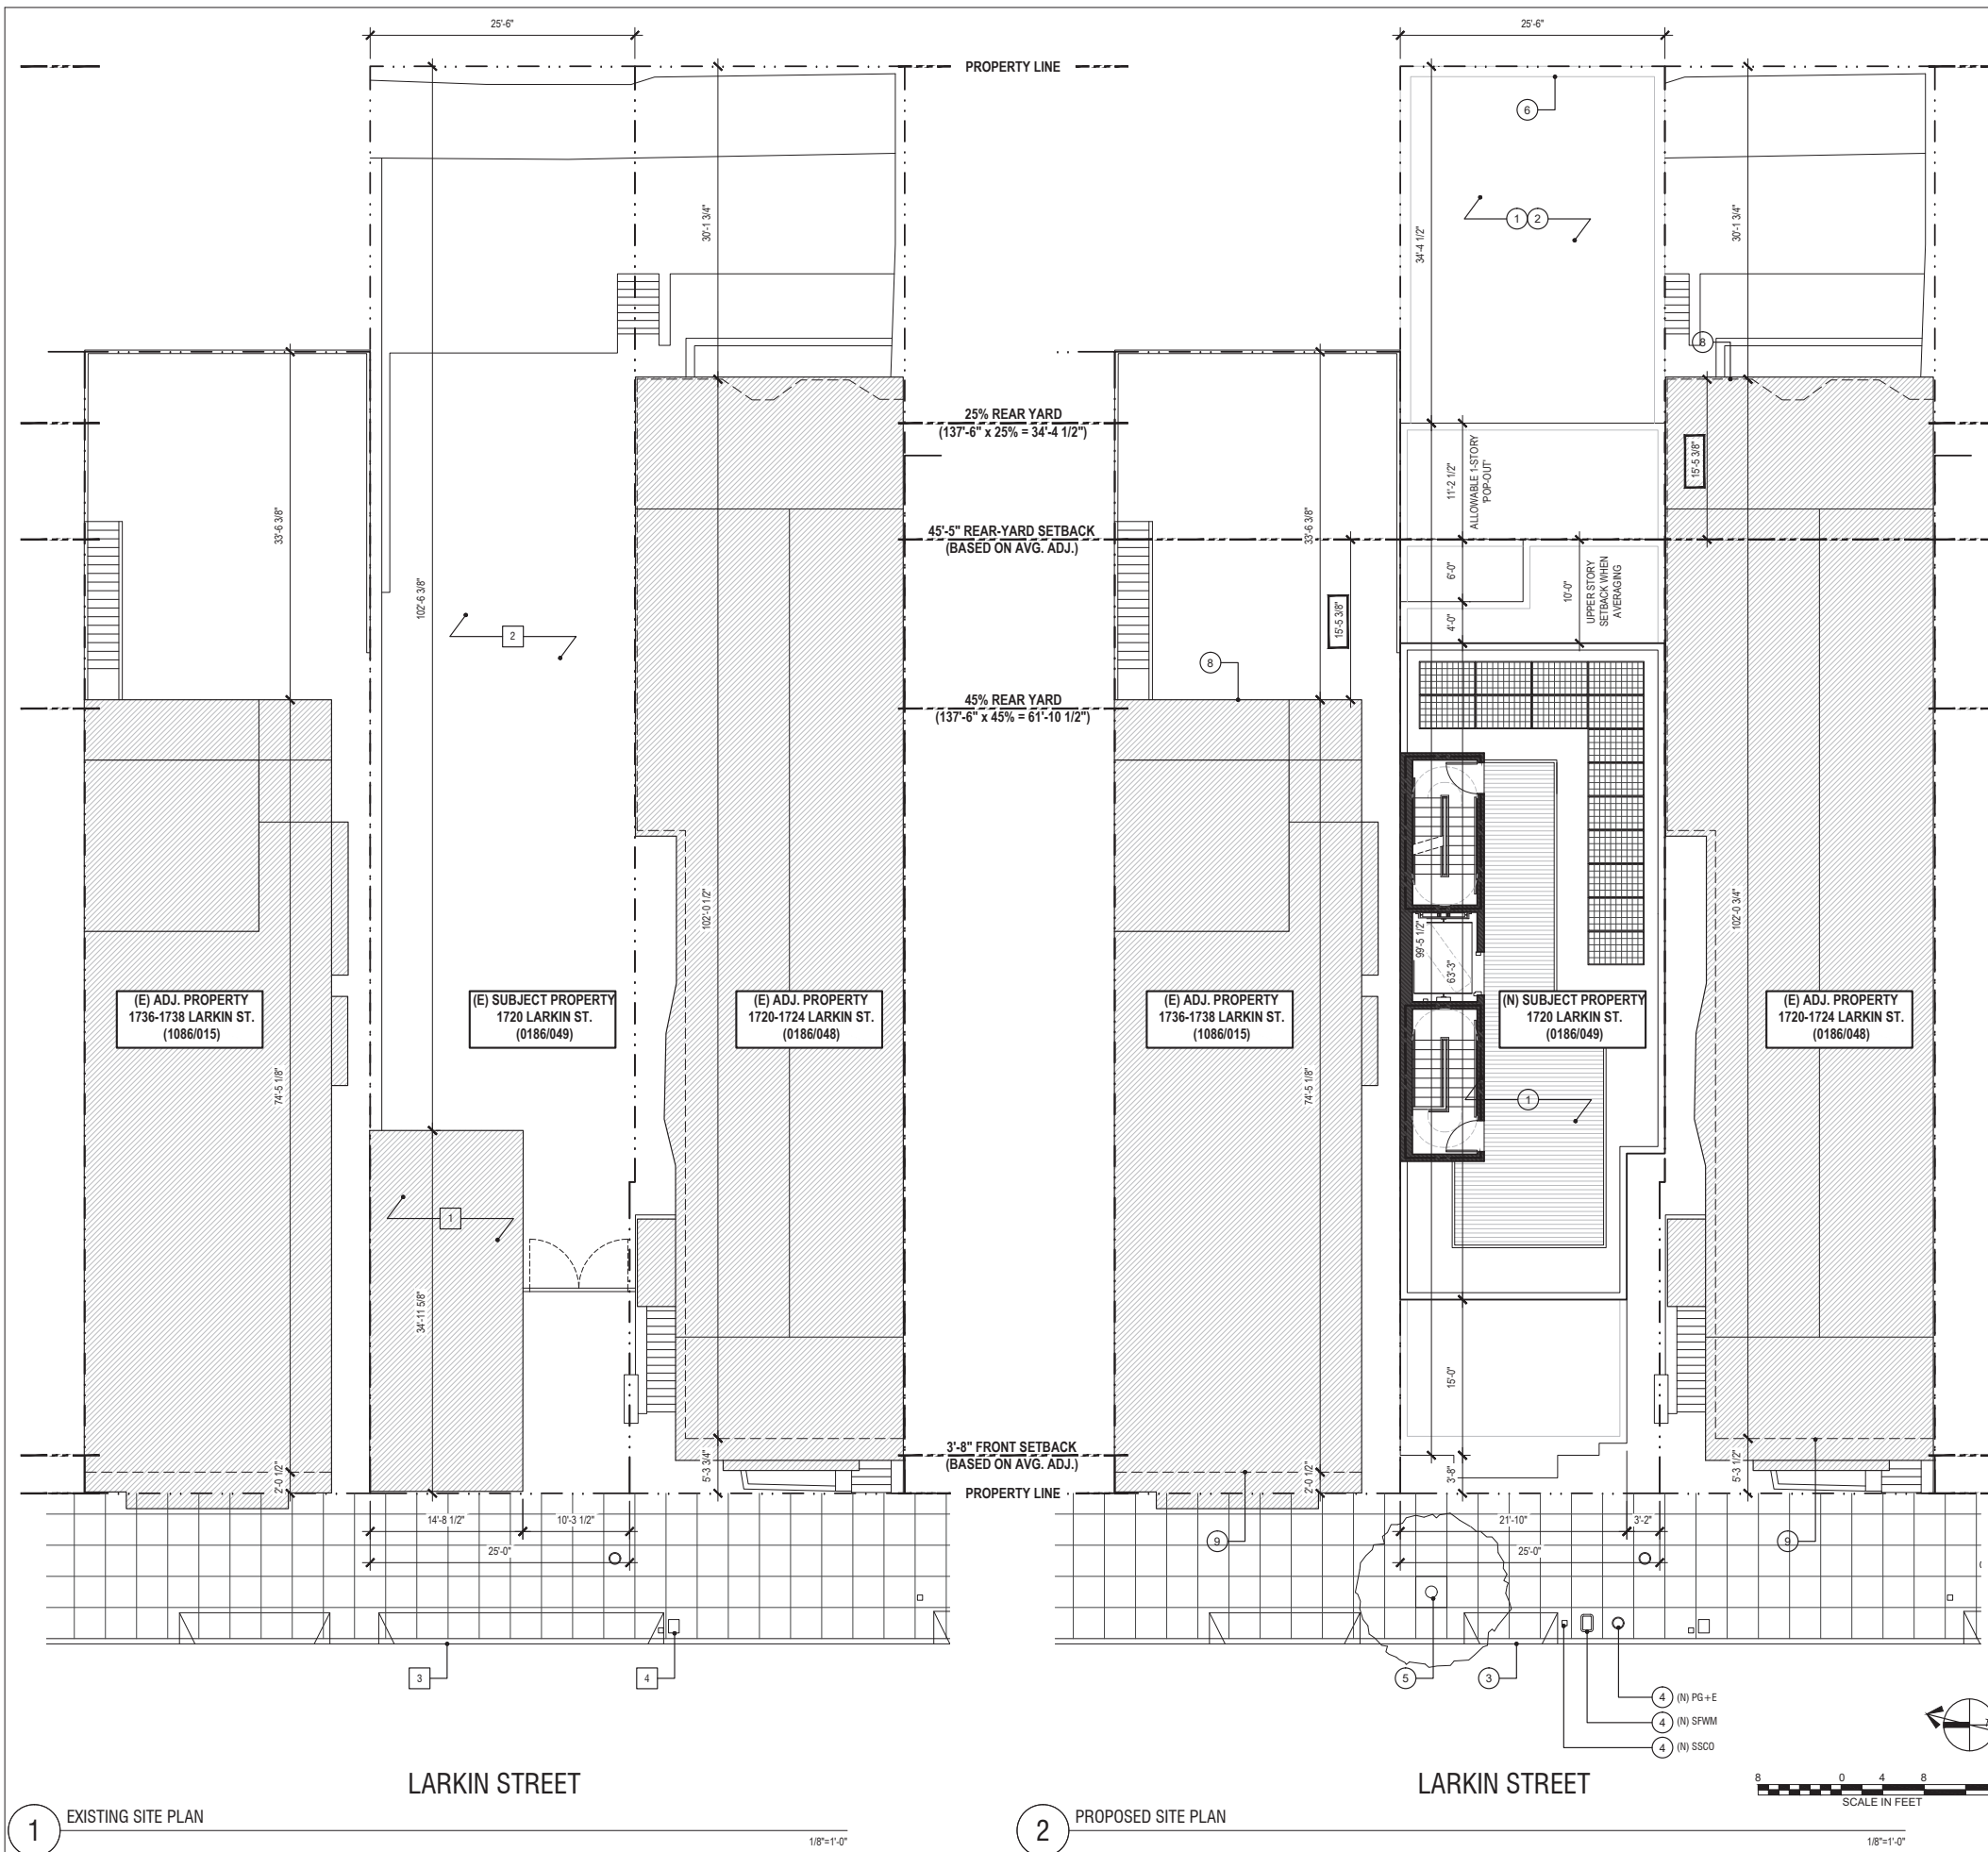 25'-6"
25'-6"
PROPERTY LINE
6
1 2
30'-1 3/4"
34'-4 1/2"
30'-1 3/4"
8
25% REAR YARD
(137'-6" x 25% = 34'-4 1/2")
11'-2 1/2"
ALLOWABLE 1-STORY
'POP-OUT'
15'-5 3/8"
33'-6 3/8"
33'-6 3/8"
45'-5" REAR-YARD SETBACK
(BASED ON AVG. ADJ.)
102'-6 3/8"
6'-0"
10'-0"
UPPER STORY
SETBACK WHEN
AVERAGING
15'-5 3/8"
4'-0"
2
8
45% REAR YARD
(137'-6" x 45% = 61'-10 1/2")
102'-0 1/2"
99'-5 1/2"
63'-3"
102'-0 3/4"
(E) ADJ. PROPERTY
1736-1738 LARKIN ST.
(1086/015)
(E) SUBJECT PROPERTY
1720 LARKIN ST.
(0186/049)
(E) ADJ. PROPERTY
1720-1724 LARKIN ST.
(0186/048)
(E) ADJ. PROPERTY
1736-1738 LARKIN ST.
(1086/015)
(N) SUBJECT PROPERTY
1720 LARKIN ST.
(0186/049)
(E) ADJ. PROPERTY
1720-1724 LARKIN ST.
(0186/048)
74'-5 1/8"
74'-5 1/8"
1
1
34'-11 5/8"
15'-0"
3'-8" FRONT SETBACK
(BASED ON AVG. ADJ.)
2'-0 1/2"
5'-3 3/4"
2'-0 1/2"
3'-8"
5'-3 1/2"
PROPERTY LINE
14'-8 1/2"
10'-3 1/2"
25'-0"
21'-10"
3'-2"
25'-0"
9
9
3
4
5
3
4 (N) PG+E
4 (N) SFWM
4 (N) SSCO
LARKIN STREET
LARKIN STREET
8 0 4 8
SCALE IN FEET
1 EXISTING SITE PLAN
1/8"=1'-0"
2 PROPOSED SITE PLAN
1/8"=1'-0"